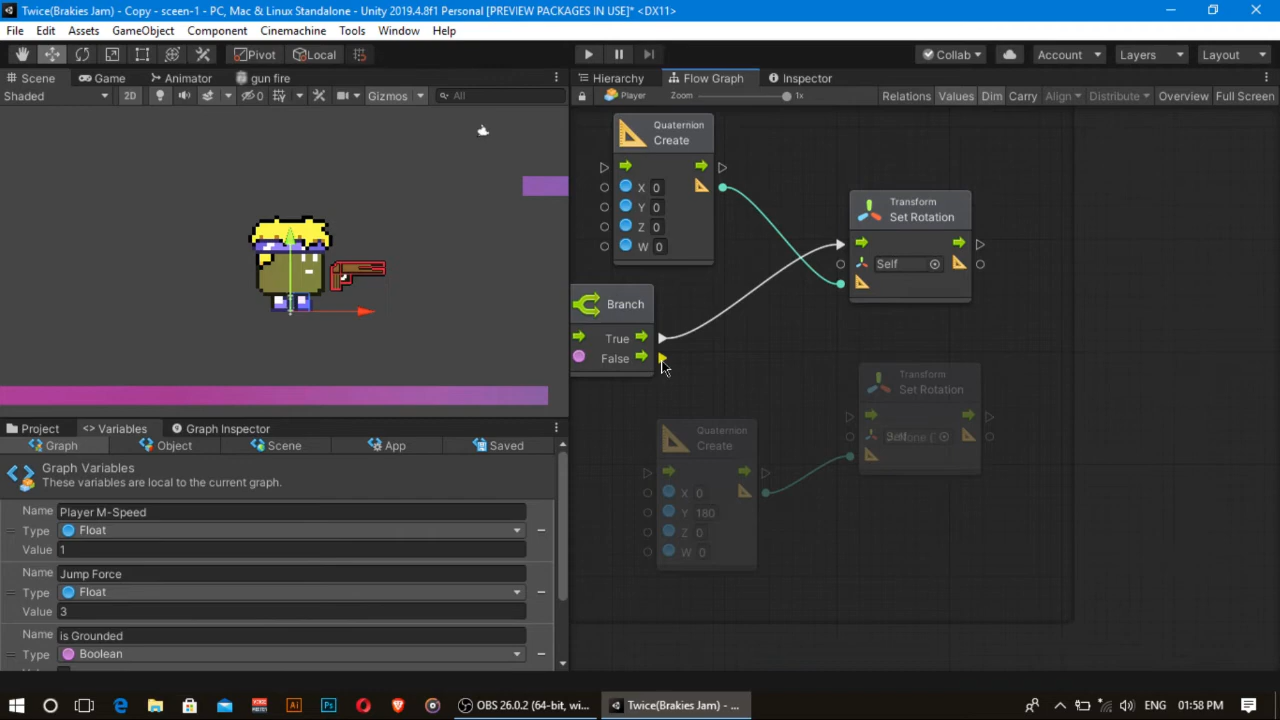 Twice(Brakies Jam) - Copy - sceen-1 - PC, Mac & Linux Standalone - Unity 2019.4.8f1 Personal [PREVIEW PACKAGES IN USE]* <DX11>
File Edit Assets GameObject Component Tools Cinemachine Window Help
Pivot Local Collab Account Layers Layout
Scene Game Animator gun fire Hierarchy Flow Graph Inspector
Shaded 2D 0 Gizmos All Player Zoom 1x Relations Values Dim Carry Align Distribute Overview Full Screen
Quaternion
Create
X 0
Y 0
Z 0
W 0
Transform
Set Rotation
Self
Branch
True
False
Transform
Set Rotation
Quaternion
Create
X 0
Y 180
Z 0
W 0
Project <> Variables Graph Inspector
Graph Object Scene App Saved
Graph Variables
These variables are local to the current graph.
Name Player M-Speed
Type Float
Value 1
Name Jump Force
Type Float
Value 3
Name is Grounded
Type Boolean
Ai Ps OBS 26.0.2 (64-bit, wi... Twice(Brakies Jam) - ... 01:58 PM